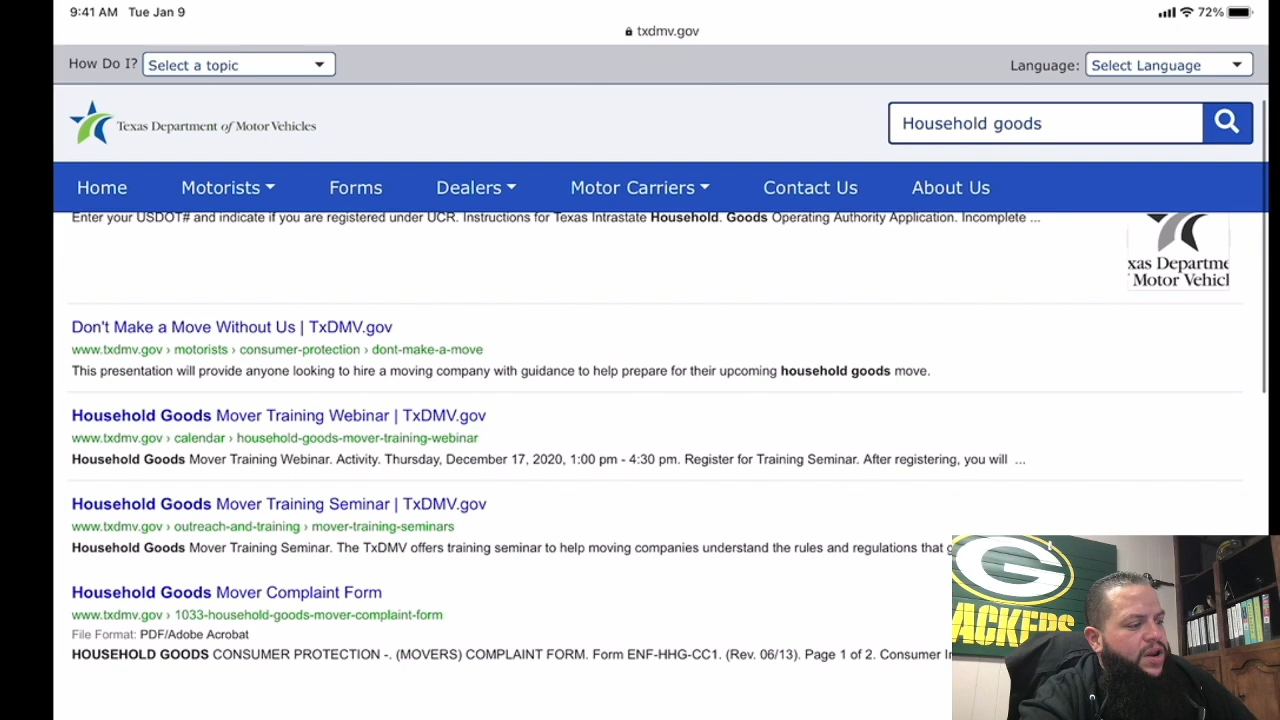 9:41 AM Tue Jan 9
72%
txdmv.gov
How Do I? Select a topic
Language: Select Language
Texas Department of Motor Vehicles
Household goods
Home Motorists Forms Dealers Motor Carriers Contact Us About Us
Enter your USDOT# and indicate if you are registered under UCR. Instructions for Texas Intrastate Household. Goods Operating Authority Application. Incomplete ...
xas Departme
Motor Vehicl
Don't Make a Move Without Us | TxDMV.gov
www.txdmv.gov › motorists › consumer-protection › dont-make-a-move
This presentation will provide anyone looking to hire a moving company with guidance to help prepare for their upcoming household goods move.
Household Goods Mover Training Webinar | TxDMV.gov
www.txdmv.gov › calendar › household-goods-mover-training-webinar
Household Goods Mover Training Webinar. Activity. Thursday, December 17, 2020, 1:00 pm - 4:30 pm. Register for Training Seminar. After registering, you will ...
Household Goods Mover Training Seminar | TxDMV.gov
www.txdmv.gov › outreach-and-training › mover-training-seminars
Household Goods Mover Training Seminar. The TxDMV offers training seminar to help moving companies understand the rules and regulations that g
Household Goods Mover Complaint Form
www.txdmv.gov › 1033-household-goods-mover-complaint-form
File Format: PDF/Adobe Acrobat
HOUSEHOLD GOODS CONSUMER PROTECTION -. (MOVERS) COMPLAINT FORM. Form ENF-HHG-CC1. (Rev. 06/13). Page 1 of 2. Consumer In
G
ACKERS